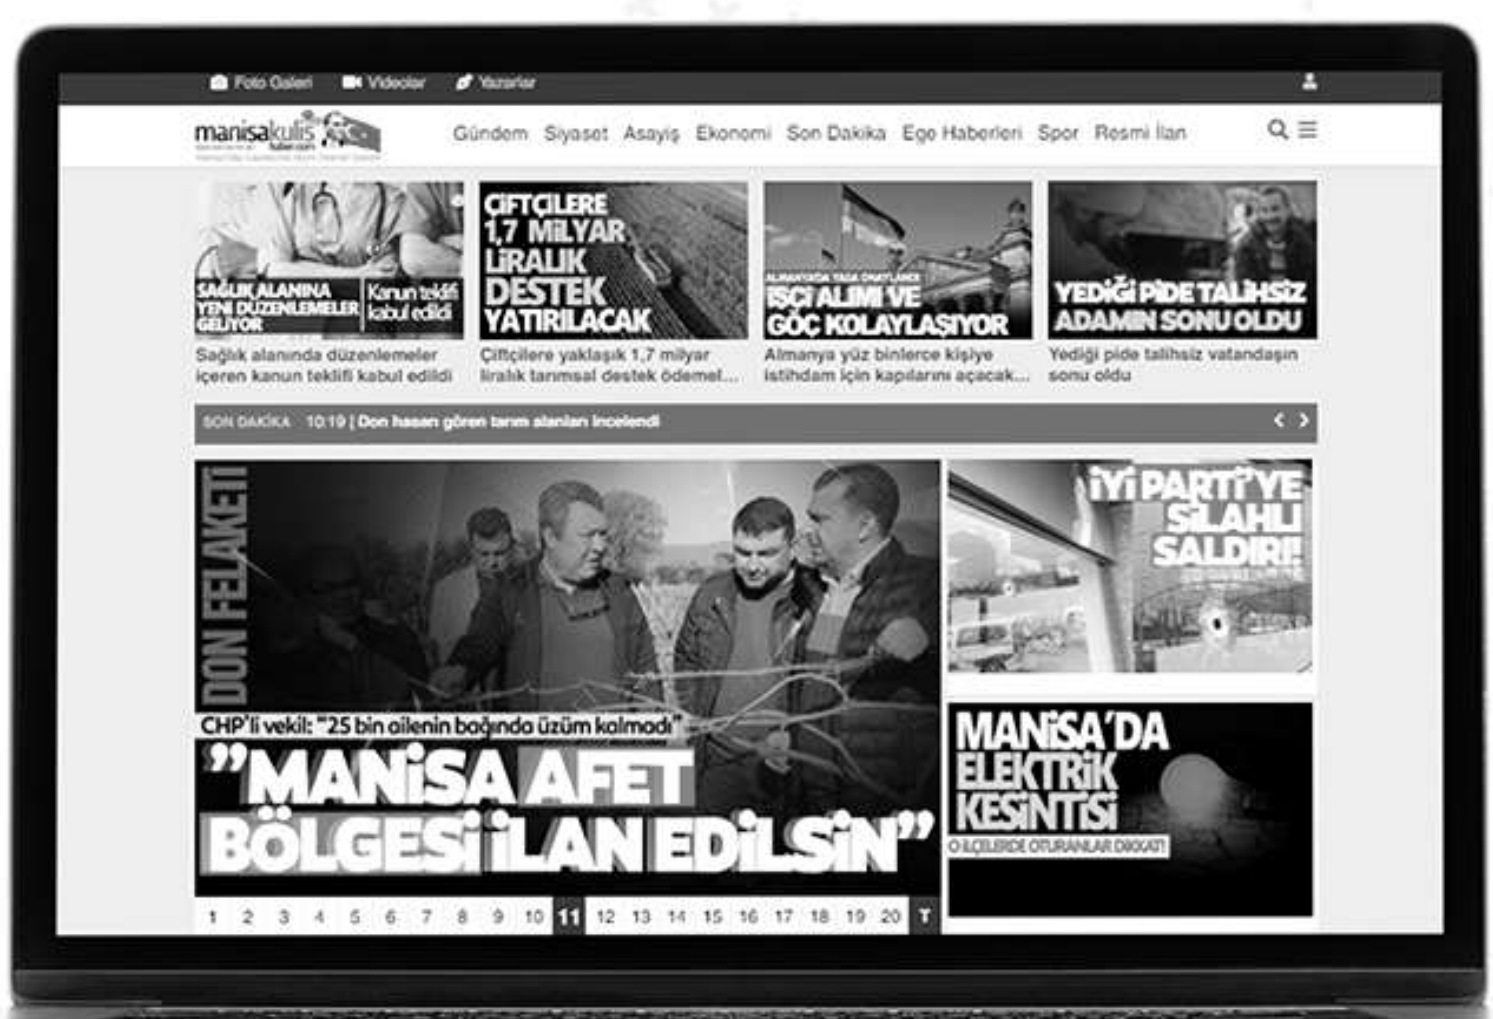 Foto Galeri Videolar Yazarlar
manisakulis
haber.com
Gündem Siyaset Asayiş Ekonomi Son Dakika Ege Haberleri Spor Resmi İlan
SAĞLIK ALANINA
YENİ DÜZENLEMELER
GELİYOR
Kanun teklifi
kabul edildi
Sağlık alanında düzenlemeler
içeren kanun teklifi kabul edildi
ÇİFTÇİLERE
1,7 MİLYAR
LİRALIK
DESTEK
YATIRILACAK
Çiftçilere yaklaşık 1,7 milyar
liralık tarımsal destek ödemel...
ALMANYA'DA YASA ONAYLANDI
İŞÇİ ALIMI VE
GÖÇ KOLAYLAŞIYOR
Almanya yüz binlerce kişiye
istihdam için kapılarını açacak...
YEDİĞİ PİDE TALİHSİZ
ADAMIN SONU OLDU
Yediği pide talihsiz vatandaşın
sonu oldu
SON DAKİKA 10:19 | Don hasarı gören tarım alanları incelendi
DON FELAKETİ
CHP'li vekil: "25 bin ailenin bağında üzüm kalmadı"
"MANİSA AFET
BÖLGESİ İLAN EDİLSİN"
1 2 3 4 5 6 7 8 9 10 11 12 13 14 15 16 17 18 19 20 T
İYİ PARTİ'YE
SİLAHLI
SALDIRI!
MANİSA'DA
ELEKTRİK
KESİNTİSİ
O İLÇELERDE OTURANLAR DİKKAT!